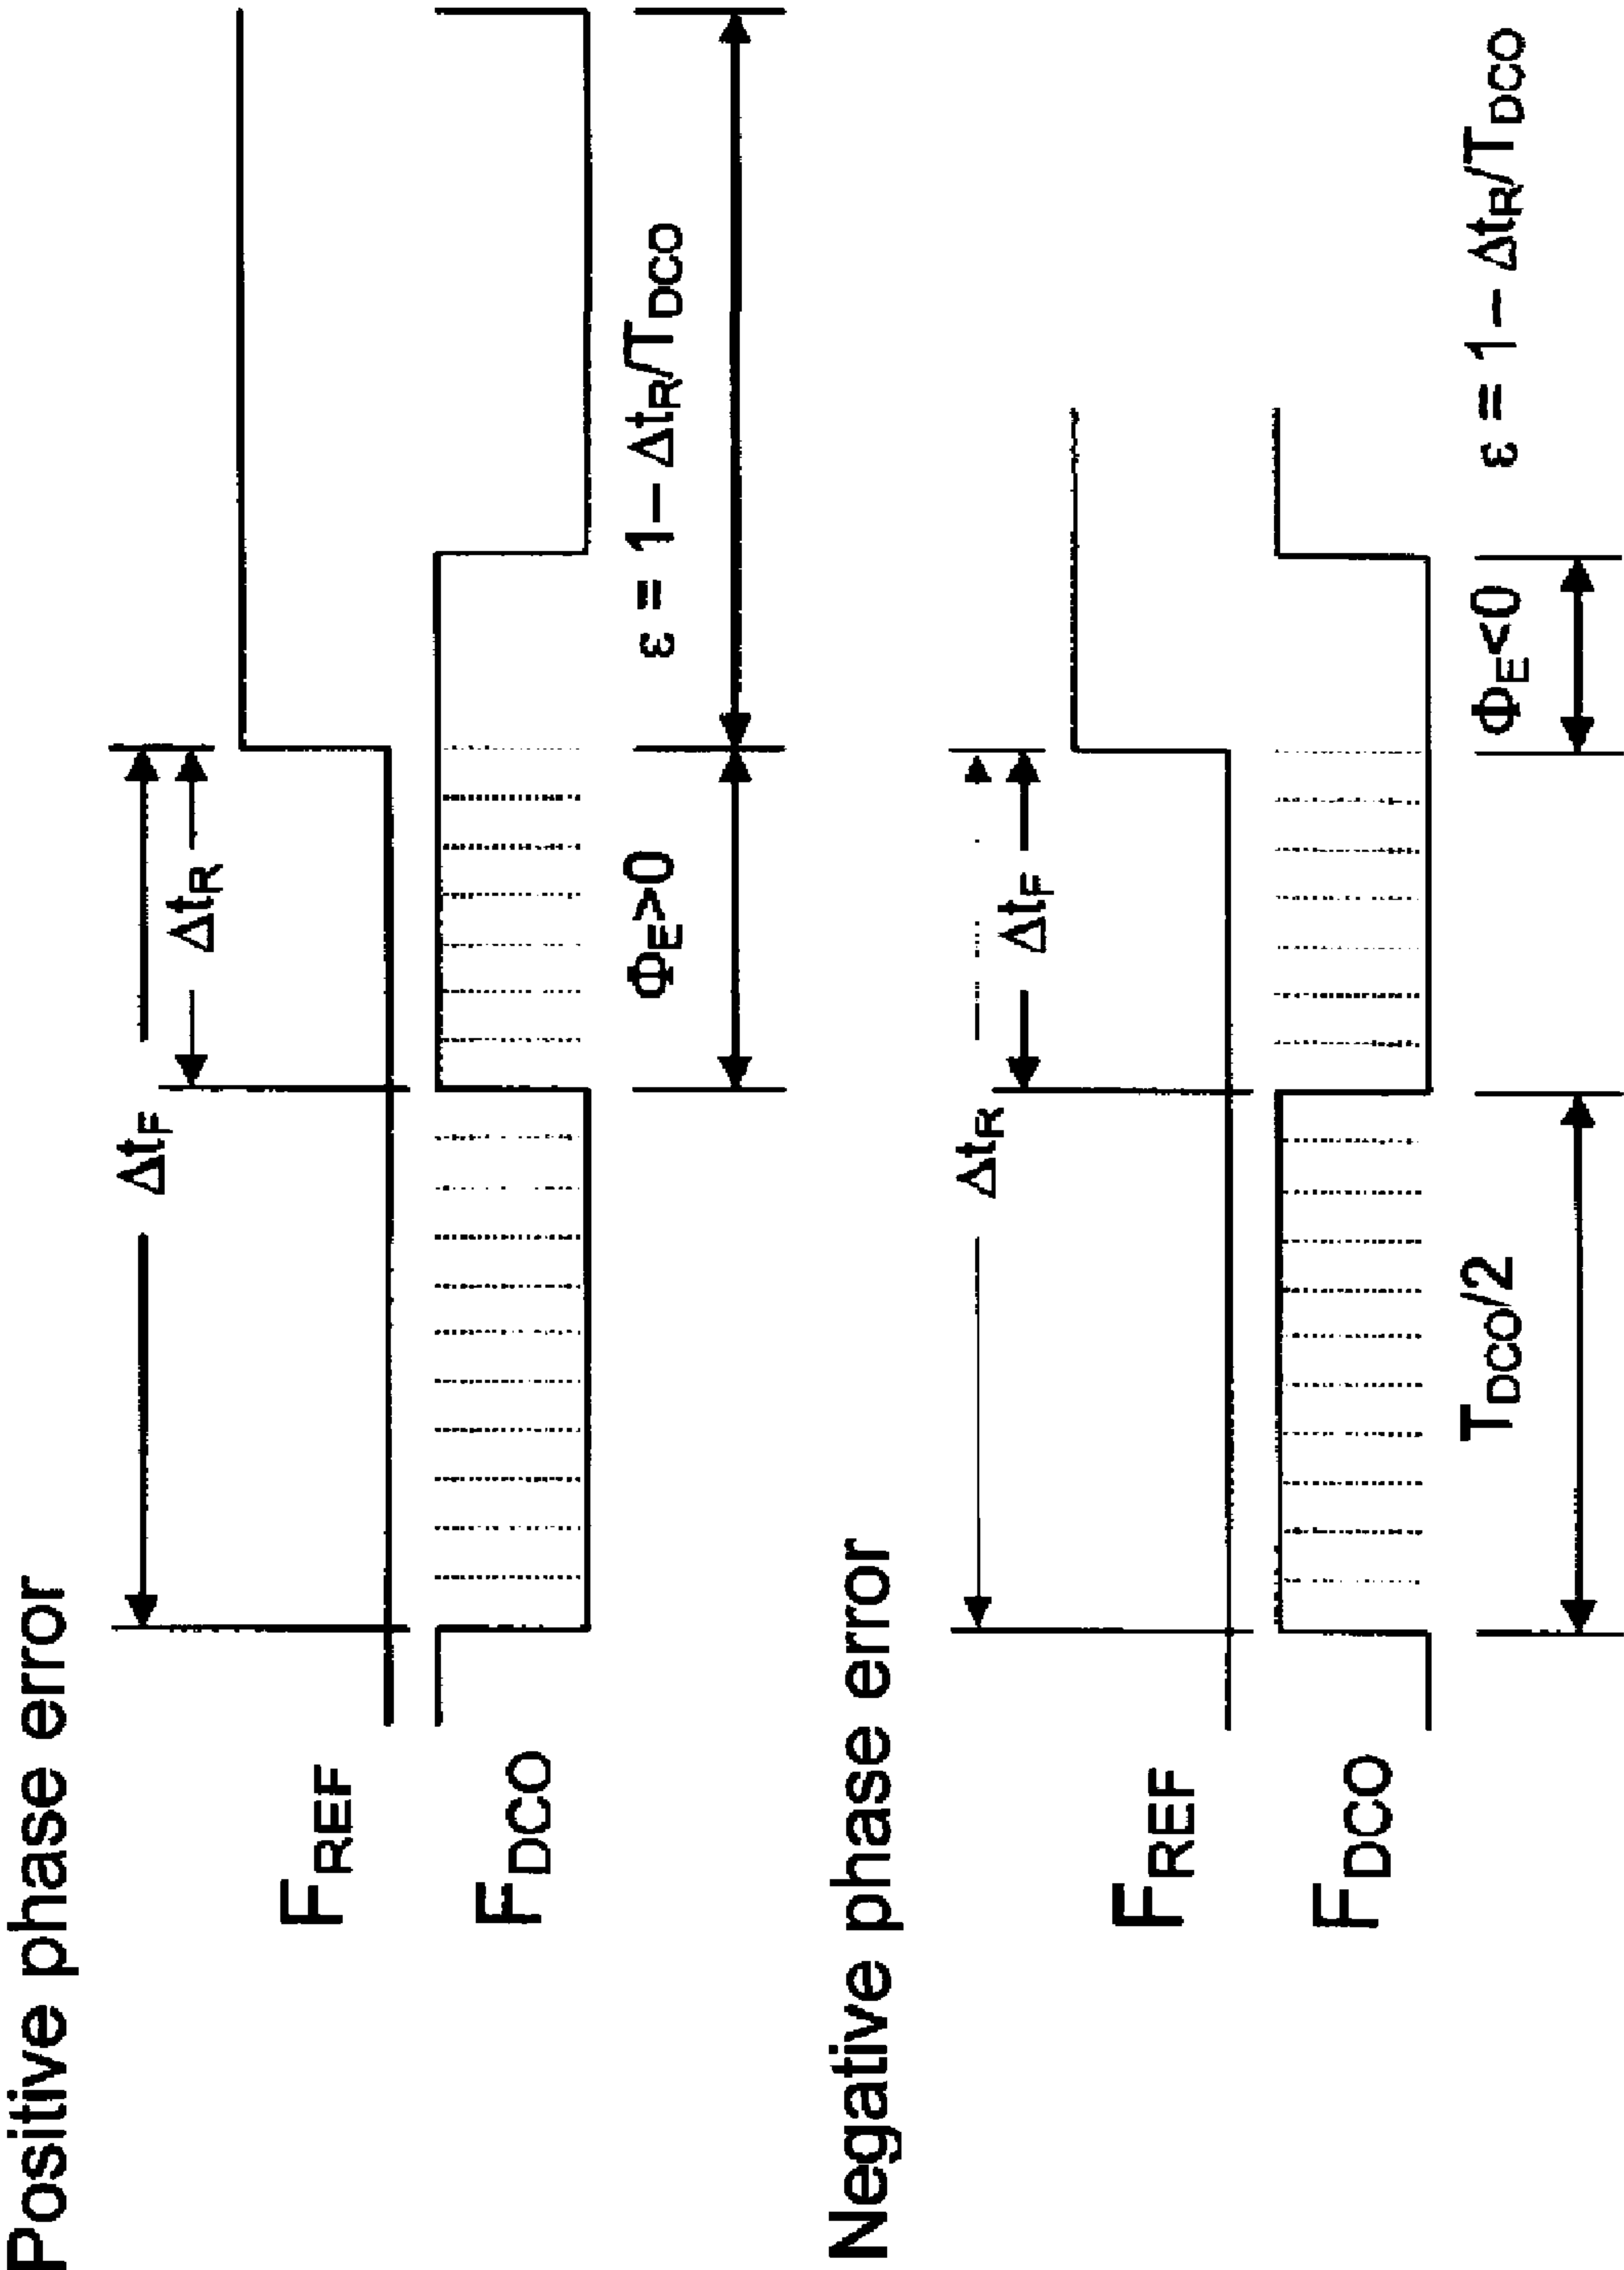 Positive phase error
Δt_F
Δt_R
F_REF
F_DCO
Φ_E>0
ε = 1– Δt_R/T_DCO
Negative phase error
Δt_R
Δt_F
F_REF
F_DCO
T_DCO/2
Φ_E<0
ε = 1– Δt_R/T_DCO